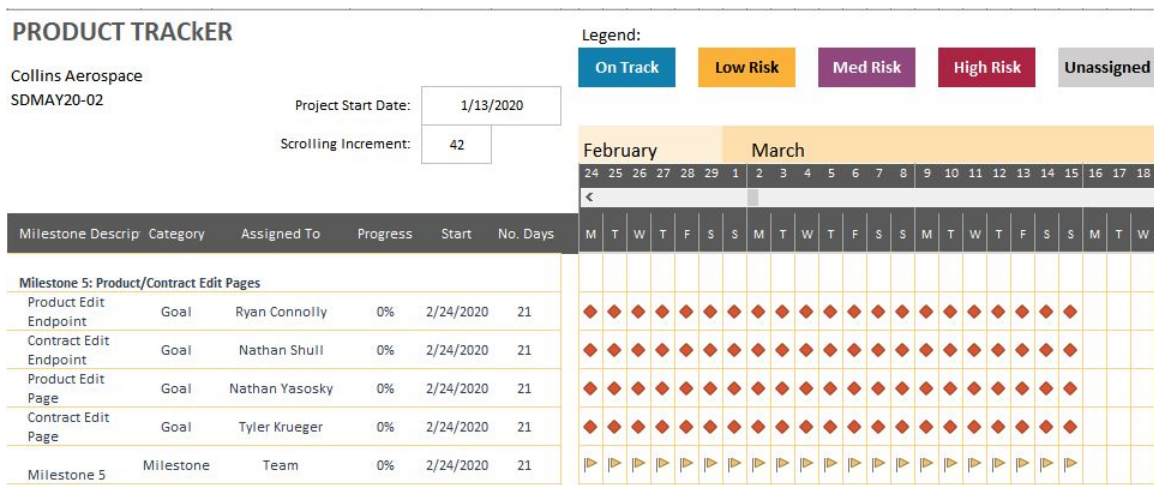 PRODUCT TRACkER
Legend:
On Track Low Risk Med Risk High Risk Unassigned
Collins Aerospace
SDMAY20-02
Project Start Date: 1/13/2020
Scrolling Increment: 42
February March
24 25 26 27 28 29 1 2 3 4 5 6 7 8 9 10 11 12 13 14 15 16 17 18
Milestone Descrip Category Assigned To Progress Start No. Days M T W T F S S M T W T F S S M T W T F S S M T W
Milestone 5: Product/Contract Edit Pages
Product Edit
Endpoint Goal Ryan Connolly 0% 2/24/2020 21
Contract Edit
Endpoint Goal Nathan Shull 0% 2/24/2020 21
Product Edit
Page Goal Nathan Yasosky 0% 2/24/2020 21
Contract Edit
Page Goal Tyler Krueger 0% 2/24/2020 21
Milestone 5 Milestone Team 0% 2/24/2020 21